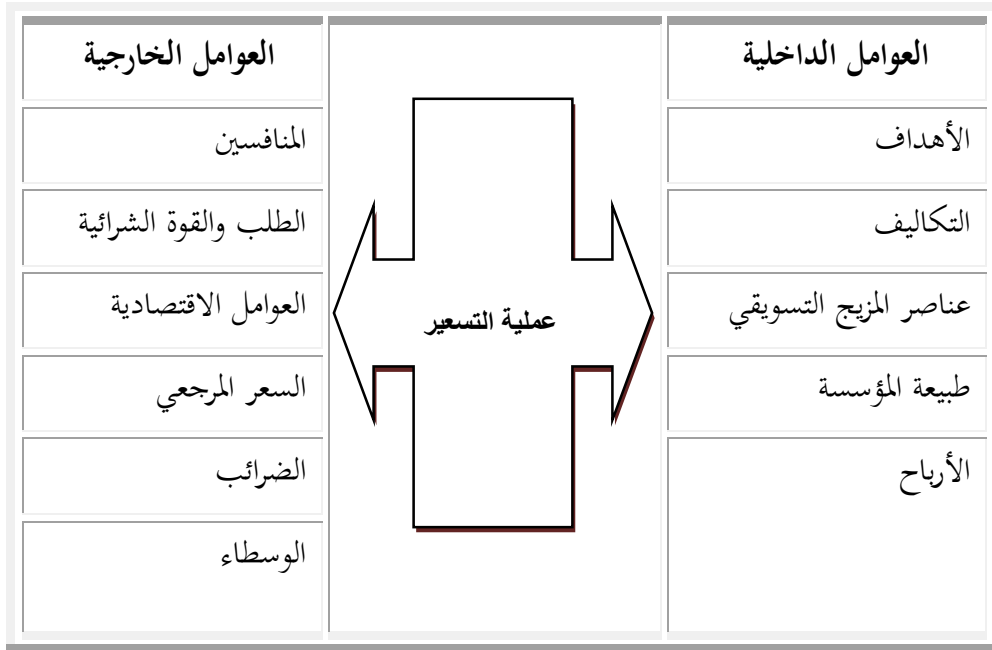 العوامل الداخلية
الأهداف
التكاليف
عناصر المزيج التسويقي
طبيعة المؤسسة
الأرباح
عملية التسعير
العوامل الخارجية
المنافسين
الطلب والقوة الشرائية
العوامل الاقتصادية
السعر المرجعي
الضرائب
الوسطاء